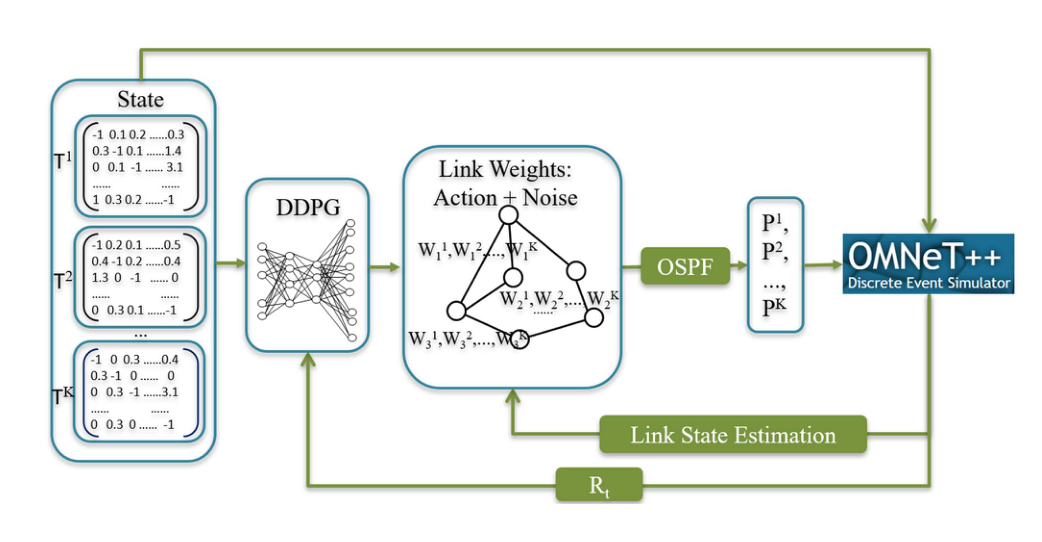 State
T¹
-1 0.1 0.2 ......0.3
0.3 -1 0.1 ......1.4
0 0.1 -1 ...... 3.1
...... ......
1 0.3 0.2 ......-1
T²
-1 0.2 0.1 ......0.5
0.4 -1 0.2 ......0.4
1.3 0 -1 ...... 0
...... ......
0 0.3 0.1 ......-1
...
Tᴷ
-1 0 0.3 ......0.4
0.3 -1 0 ...... 0
0 0.3 -1 ......3.1
...... ......
0 0.3 0 ...... -1
DDPG
Link Weights:
Action + Noise
W₁¹,W₁²,...,W₁ᴷ
W₂¹,W₂²,...,W₂ᴷ
......
W₃¹,W₃²,...,W₃ᴷ
OSPF
P¹,
P²,
...,
Pᴷ
OMNeT++
Discrete Event Simulator
Link State Estimation
Rₜ